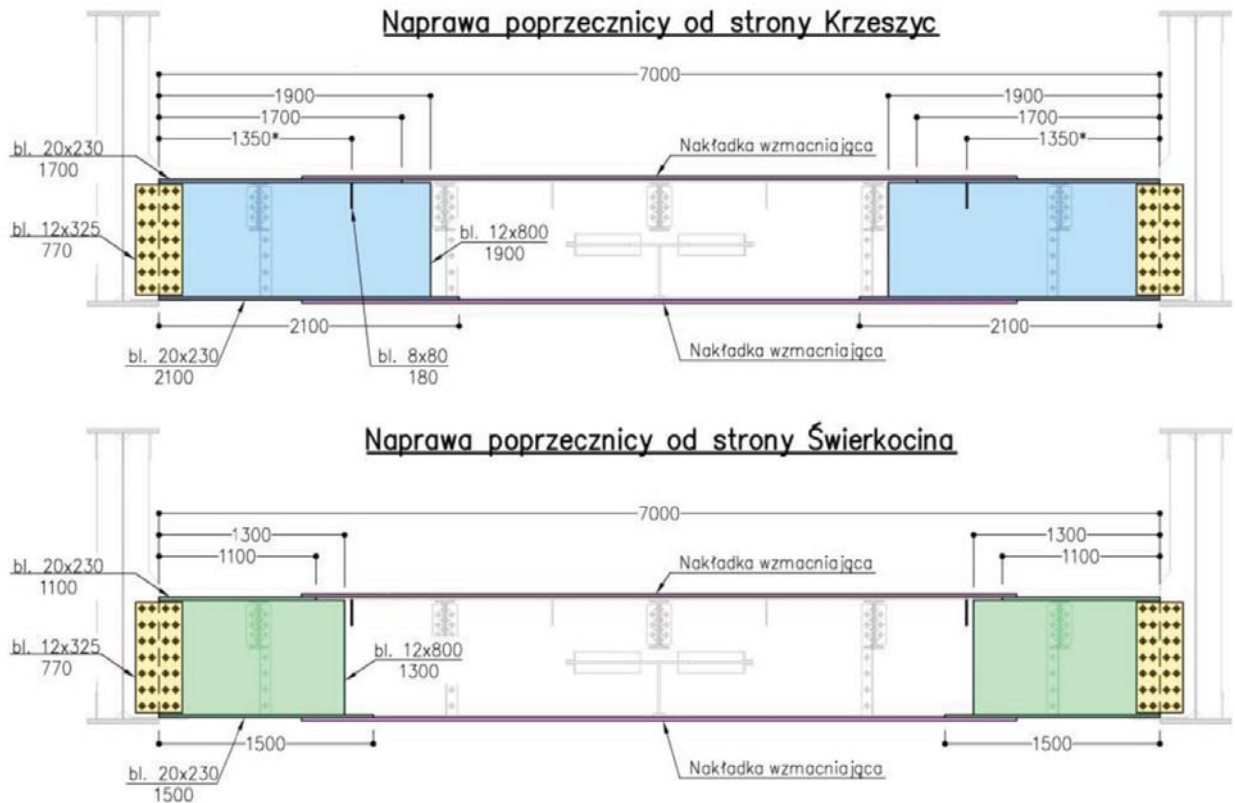 Naprawa poprzecznicy od strony Krzeszyc
7000
1900
1900
1700
1700
1350*
1350*
Nakładka wzmacniająca
bl. 20x230
1700
bl. 12x325
770
bl. 12x800
1900
2100
2100
bl. 20x230
2100
bl. 8x80
180
Nakładka wzmacniająca
Naprawa poprzecznicy od strony Świerkocina
7000
1300
1300
1100
1100
Nakładka wzmacniająca
bl. 20x230
1100
bl. 12x325
770
bl. 12x800
1300
1500
1500
bl. 20x230
1500
Nakładka wzmacniająca